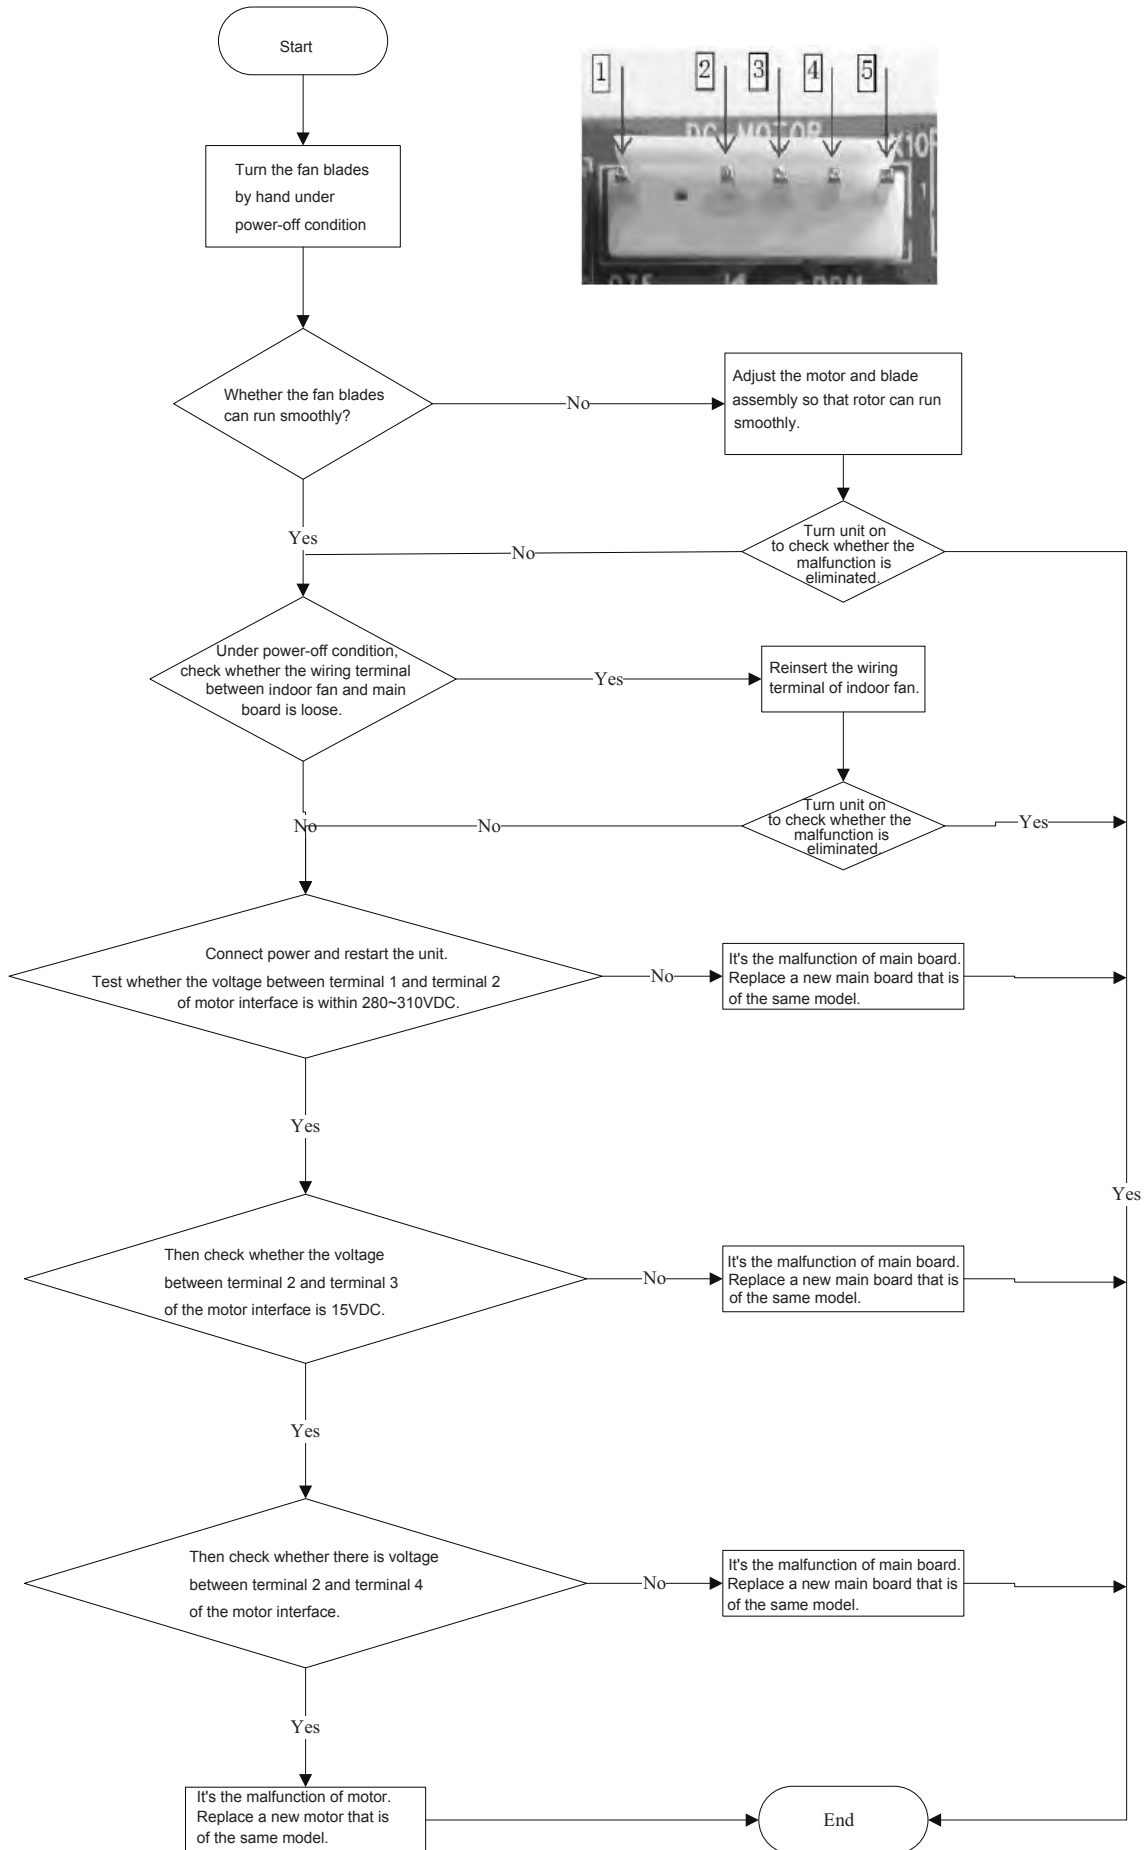 Start
1
2
3
4
5
DC MOTOR
Turn the fan blades
by hand under
power-off condition
Whether the fan blades
can run smoothly?
No
Adjust the motor and blade
assembly so that rotor can run
smoothly.
Yes
Turn unit on
to check whether the
malfunction is
eliminated.
No
Under power-off condition,
check whether the wiring terminal
between indoor fan and main
board is loose.
Yes
Reinsert the wiring
terminal of indoor fan.
Turn unit on
to check whether the
malfunction is
eliminated.
No
No
Yes
Connect power and restart the unit.
Test whether the voltage between terminal 1 and terminal 2
of motor interface is within 280~310VDC.
No
It's the malfunction of main board.
Replace a new main board that is
of the same model.
Yes
Yes
Then check whether the voltage
between terminal 2 and terminal 3
of the motor interface is 15VDC.
No
It's the malfunction of main board.
Replace a new main board that is
of the same model.
Yes
Then check whether there is voltage
between terminal 2 and terminal 4
of the motor interface.
No
It's the malfunction of main board.
Replace a new main board that is
of the same model.
Yes
It's the malfunction of motor.
Replace a new motor that is
of the same model.
End